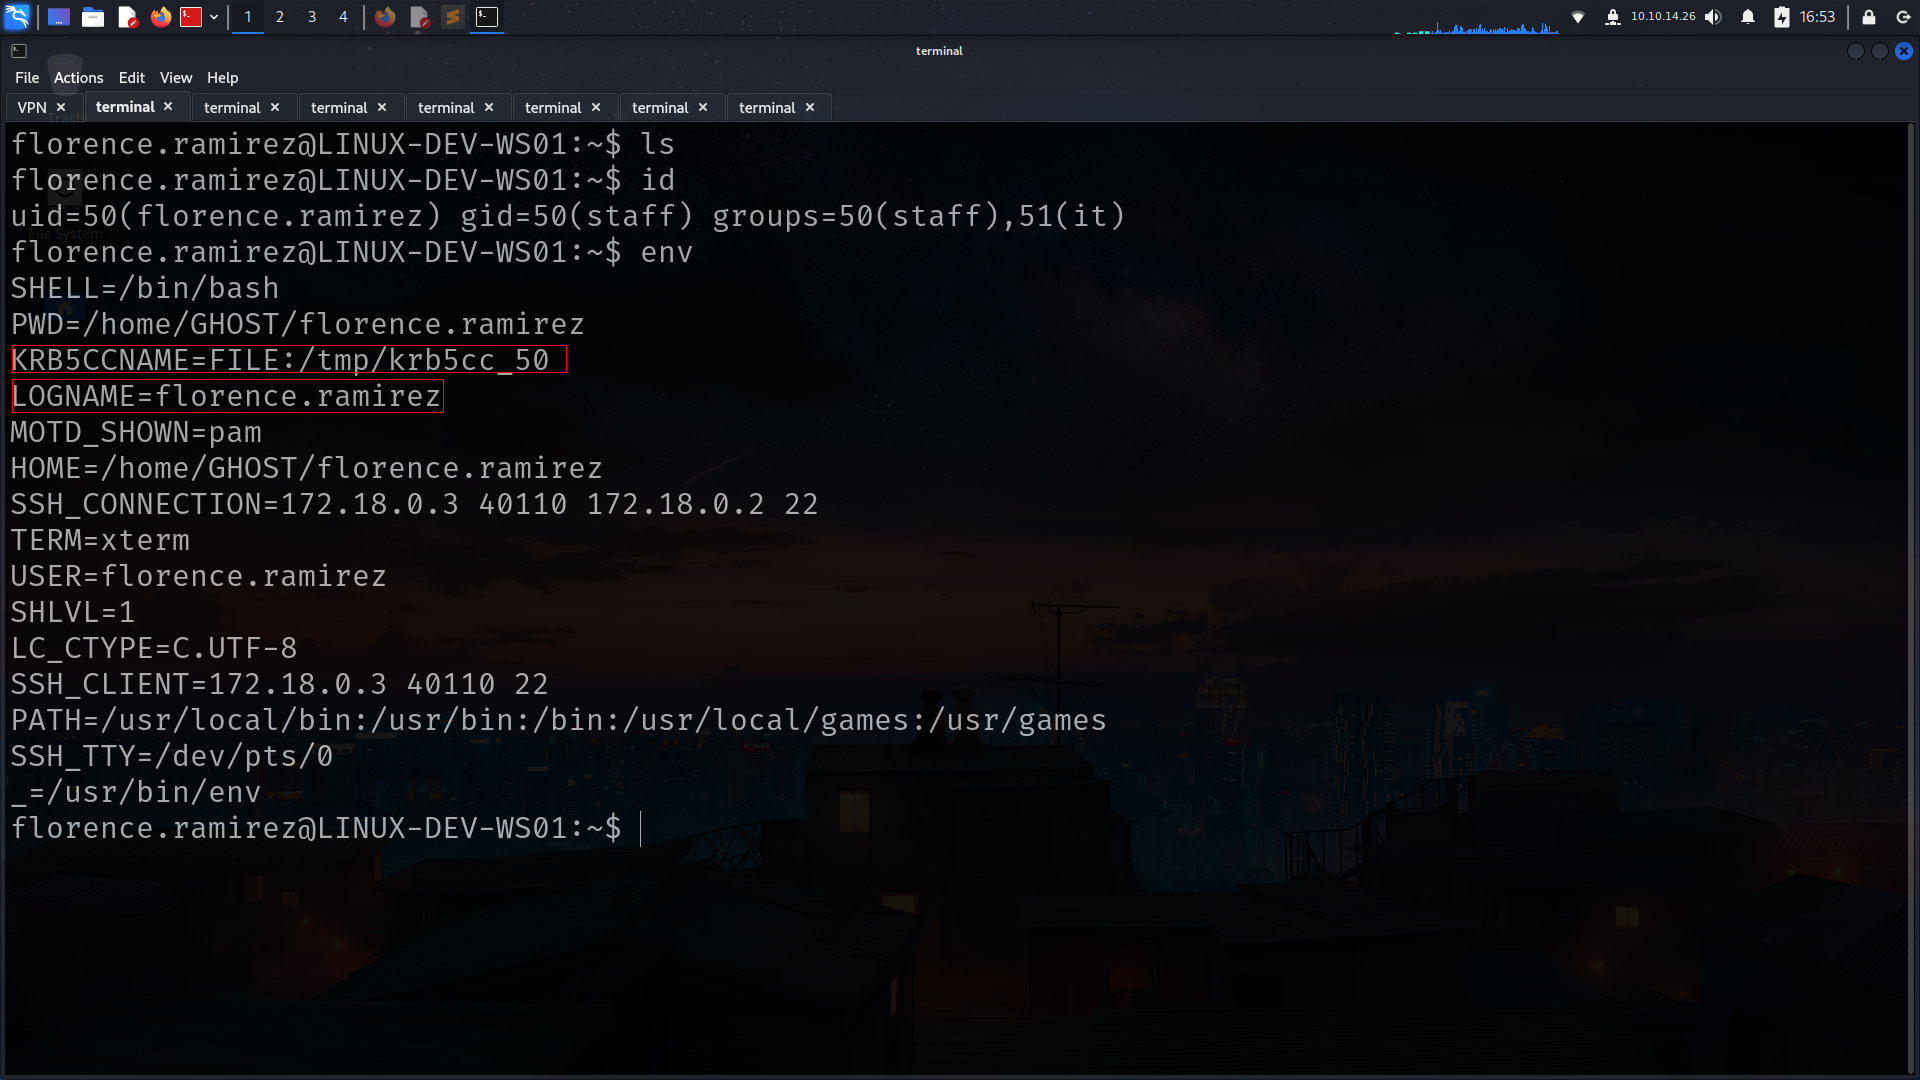 1 2 3 4 10.10.14.26 16:53
terminal
File Actions Edit View Help
VPN × terminal × terminal × terminal × terminal × terminal × terminal × terminal ×
Trash
florence.ramirez@LINUX-DEV-WS01:~$ ls
florence.ramirez@LINUX-DEV-WS01:~$ id
uid=50(florence.ramirez) gid=50(staff) groups=50(staff),51(it)
File System
florence.ramirez@LINUX-DEV-WS01:~$ env
SHELL=/bin/bash
PWD=/home/GHOST/florence.ramirez
KRB5CCNAME=FILE:/tmp/krb5cc_50
LOGNAME=florence.ramirez
MOTD_SHOWN=pam
HOME=/home/GHOST/florence.ramirez
SSH_CONNECTION=172.18.0.3 40110 172.18.0.2 22
TERM=xterm
USER=florence.ramirez
SHLVL=1
LC_CTYPE=C.UTF-8
SSH_CLIENT=172.18.0.3 40110 22
PATH=/usr/local/bin:/usr/bin:/bin:/usr/local/games:/usr/games
SSH_TTY=/dev/pts/0
_=/usr/bin/env
florence.ramirez@LINUX-DEV-WS01:~$